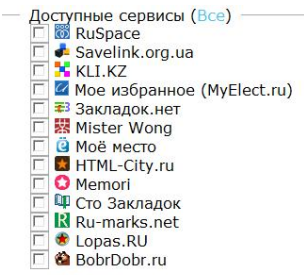 Доступные сервисы (Все)
RuSpace
Savelink.org.ua
KLI.KZ
Мое избранное (MyElect.ru)
Закладок.нет
Mister Wong
Моё место
HTML-City.ru
Memori
Сто Закладок
Ru-marks.net
Lopas.RU
BobrDobr.ru